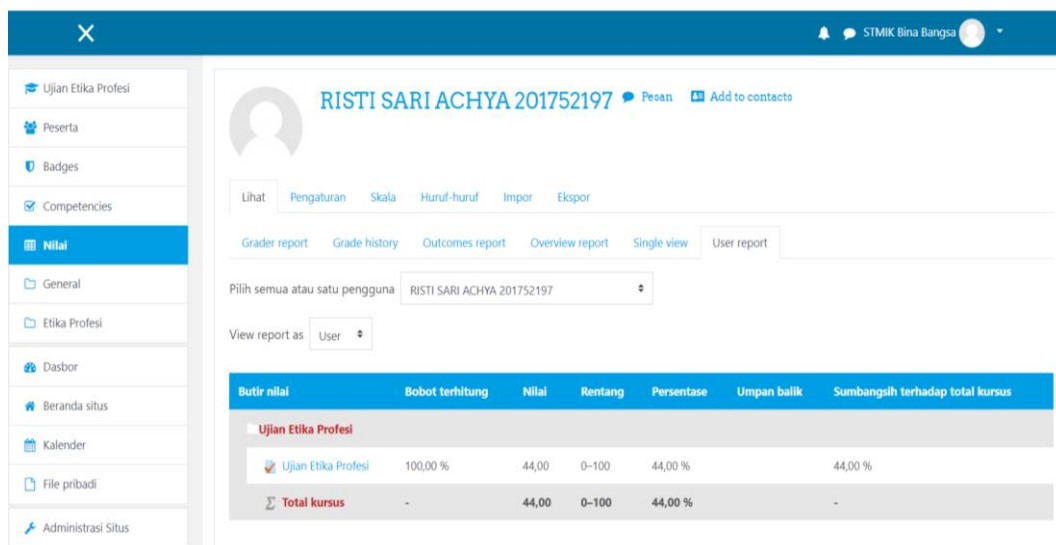 STMIK Bina Bangsa
Ujian Etika Profesi
Peserta
Badges
Competencies
Nilai
General
Etika Profesi
Dasbor
Beranda situs
Kalender
File pribadi
Administrasi Situs
RISTI SARI ACHYA 201752197 Pesan Add to contacts
Lihat Pengaturan Skala Huruf-huruf Impor Ekspor
Grader report Grade history Outcomes report Overview report Single view User report
Pilih semua atau satu pengguna RISTI SARI ACHYA 201752197
View report as User
Butir nilai Bobot terhitung Nilai Rentang Persentase Umpan balik Sumbangsih terhadap total kursus
Ujian Etika Profesi
Ujian Etika Profesi 100,00 % 44,00 0–100 44,00 % 44,00 %
Σ Total kursus - 44,00 0–100 44,00 % -